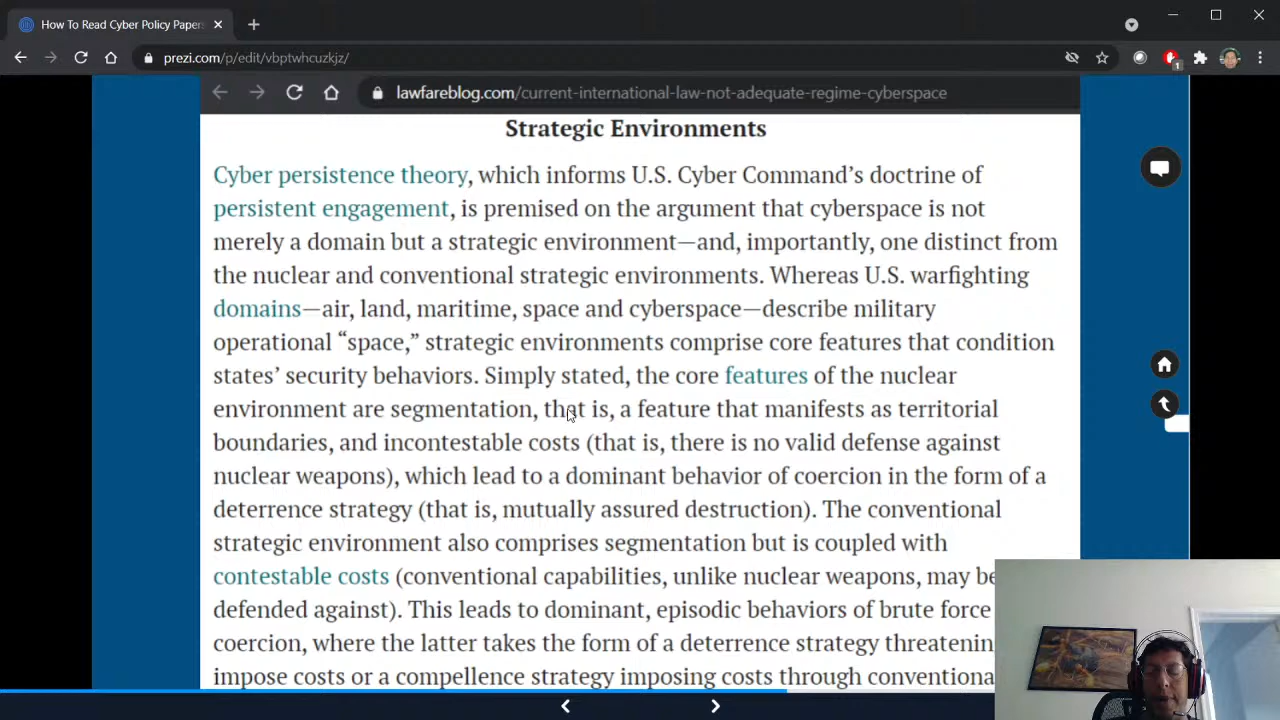 How To Read Cyber Policy Papers
prezi.com/p/edit/vbptwhcuzkjz/
1
lawfareblog.com/current-international-law-not-adequate-regime-cyberspace
Strategic Environments
Cyber persistence theory, which informs U.S. Cyber Command’s doctrine of
persistent engagement, is premised on the argument that cyberspace is not
merely a domain but a strategic environment—and, importantly, one distinct from
the nuclear and conventional strategic environments. Whereas U.S. warfighting
domains—air, land, maritime, space and cyberspace—describe military
operational “space,” strategic environments comprise core features that condition
states’ security behaviors. Simply stated, the core features of the nuclear
environment are segmentation, that is, a feature that manifests as territorial
boundaries, and incontestable costs (that is, there is no valid defense against
nuclear weapons), which lead to a dominant behavior of coercion in the form of a
deterrence strategy (that is, mutually assured destruction). The conventional
strategic environment also comprises segmentation but is coupled with
contestable costs (conventional capabilities, unlike nuclear weapons, may be
defended against). This leads to dominant, episodic behaviors of brute force
coercion, where the latter takes the form of a deterrence strategy threatenin
impose costs or a compellence strategy imposing costs through conventiona